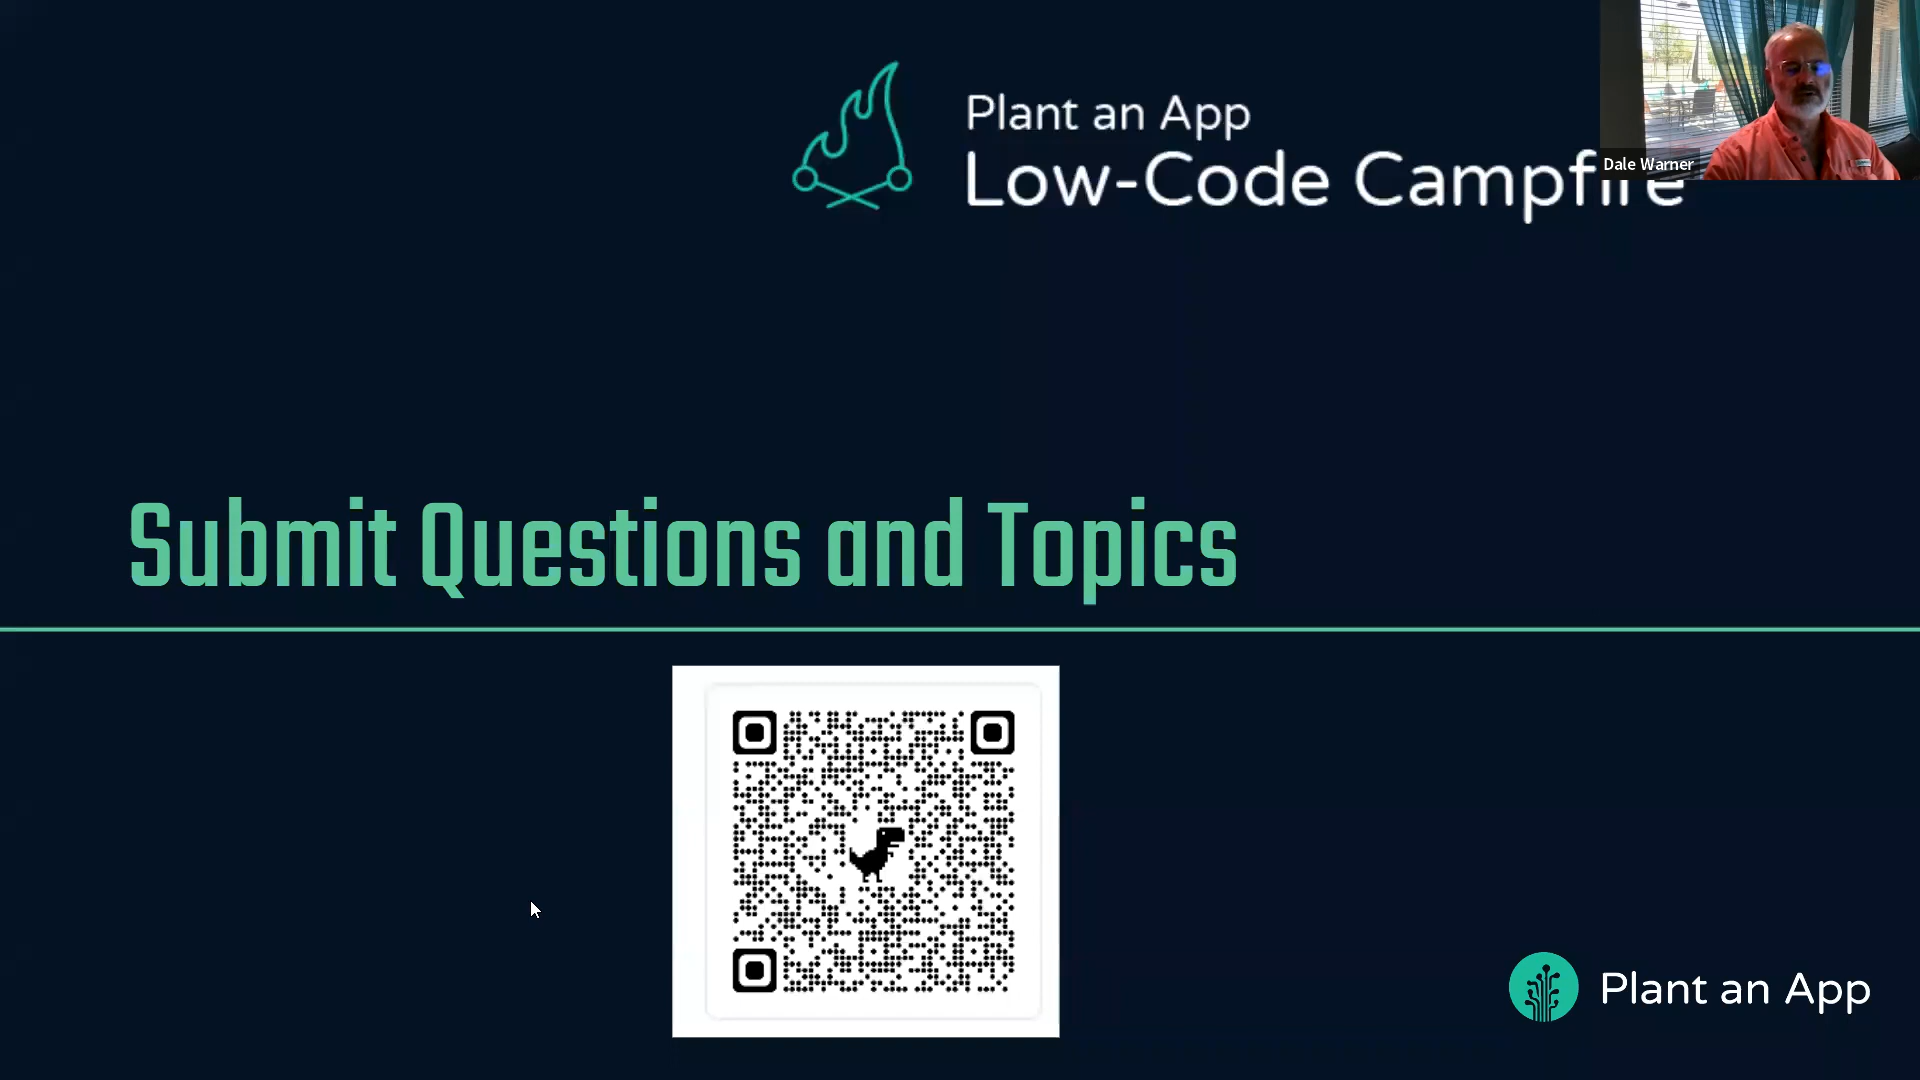 Plant an App
Low-Code Campfire
Dale Warner
Submit Questions and Topics
Plant an App